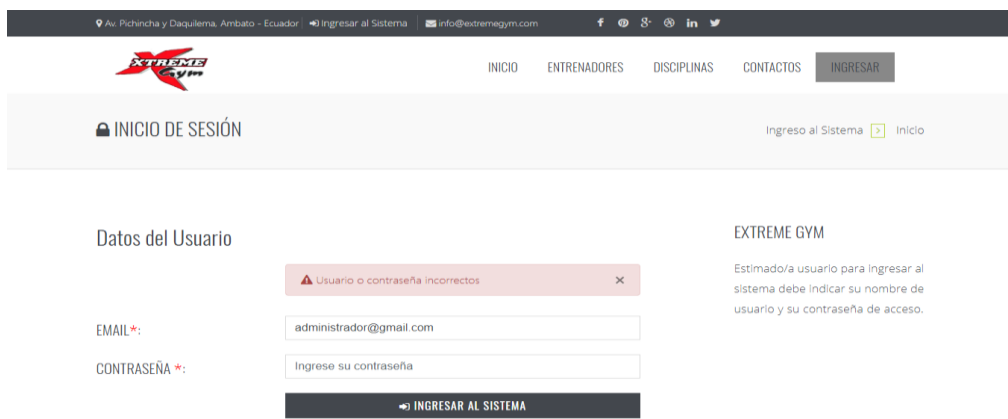 Av. Pichincha y Daquilema, Ambato - Ecuador Ingresar al Sistema info@extremegym.com
XTREME
Gym
INICIO ENTRENADORES DISCIPLINAS CONTACTOS INGRESAR
INICIO DE SESIÓN
Ingreso al Sistema > Inicio
Datos del Usuario
Usuario o contraseña incorrectos ×
EMAIL*: administrador@gmail.com
CONTRASEÑA *: Ingrese su contraseña
INGRESAR AL SISTEMA
EXTREME GYM
Estimado/a usuario para ingresar al
sistema debe indicar su nombre de
usuario y su contraseña de acceso.